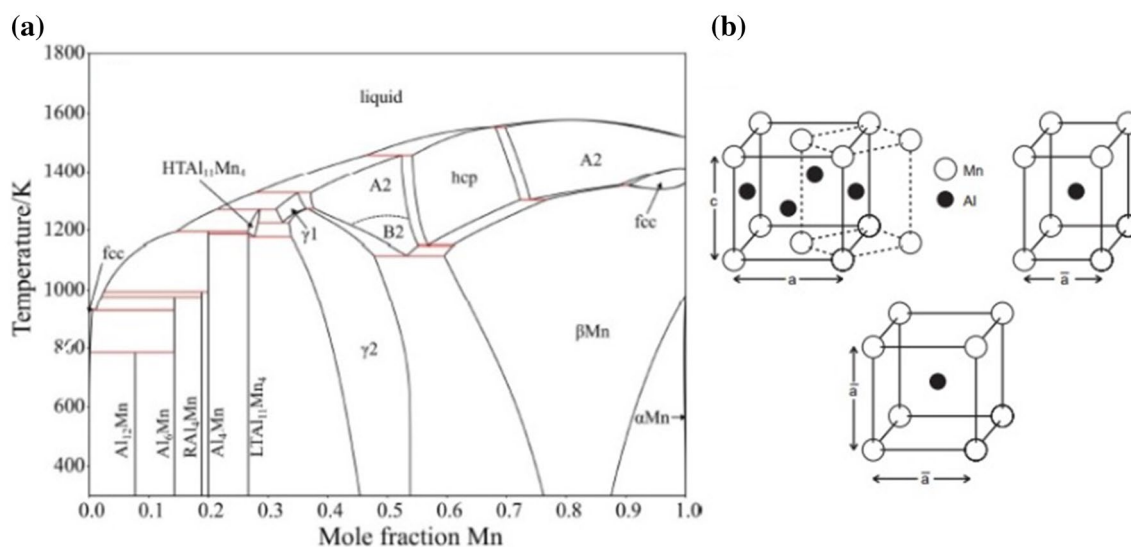 (a)
(b)
1800
1600
1400
1200
1000
600
400
Temperature/K
0.0 0.1 0.2 0.3 0.4 0.5 0.6 0.7 0.8 0.9 1.0
Mole fraction Mn
liquid
HTAl₁₁Mn₄
A2
hcp
A2
fcc
B2
γ1
fcc
γ2
βMn
αMn
Al₁₂Mn
Al₆Mn
RAl₄Mn
Al₄Mn
LTAl₁₁Mn₄
c
a
Mn
Al
a̅
a̅
a̅